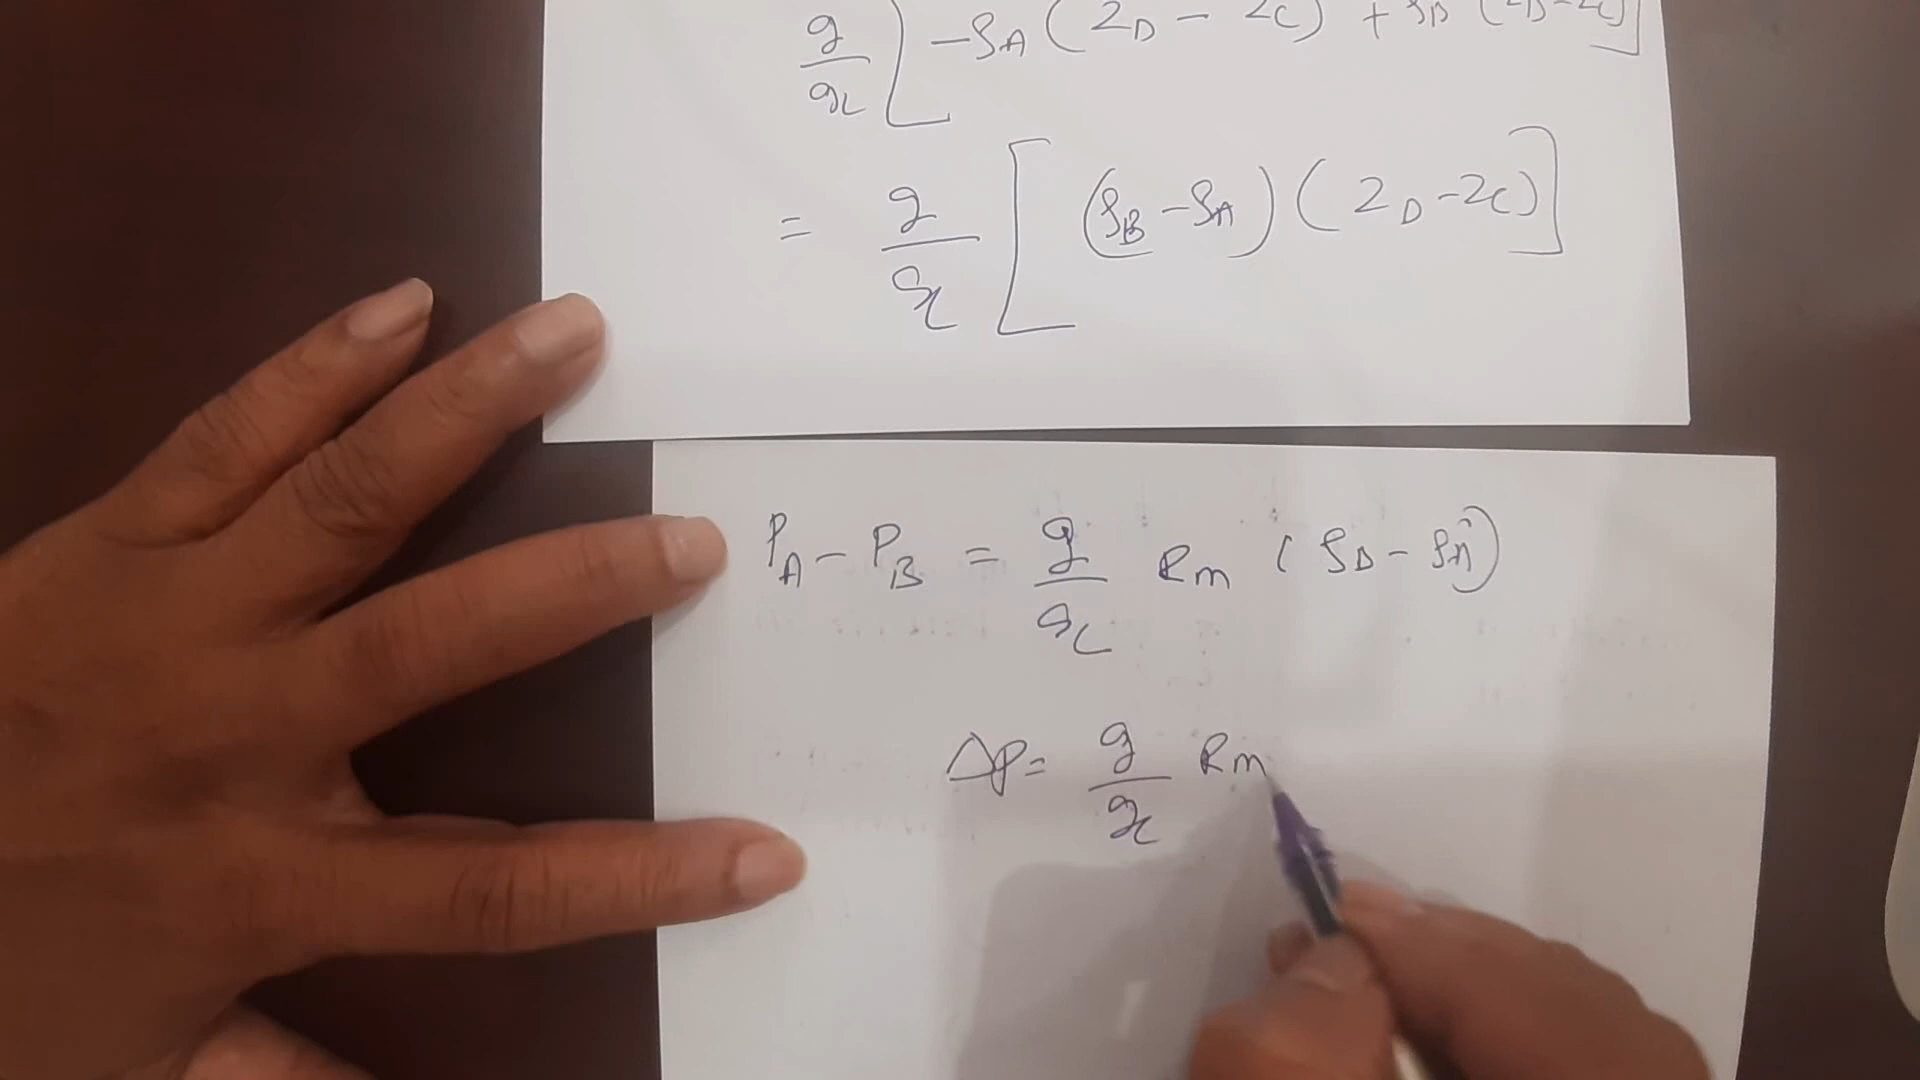 g/gc [ -ρA (ZD - ZC) + ρB (ZD-ZC) ]
= g/gc [ (ρB - ρA) (ZD - ZC) ]
PA - PB = g/gc Rm (ρB - ρA)
ΔP = g/gc Rm